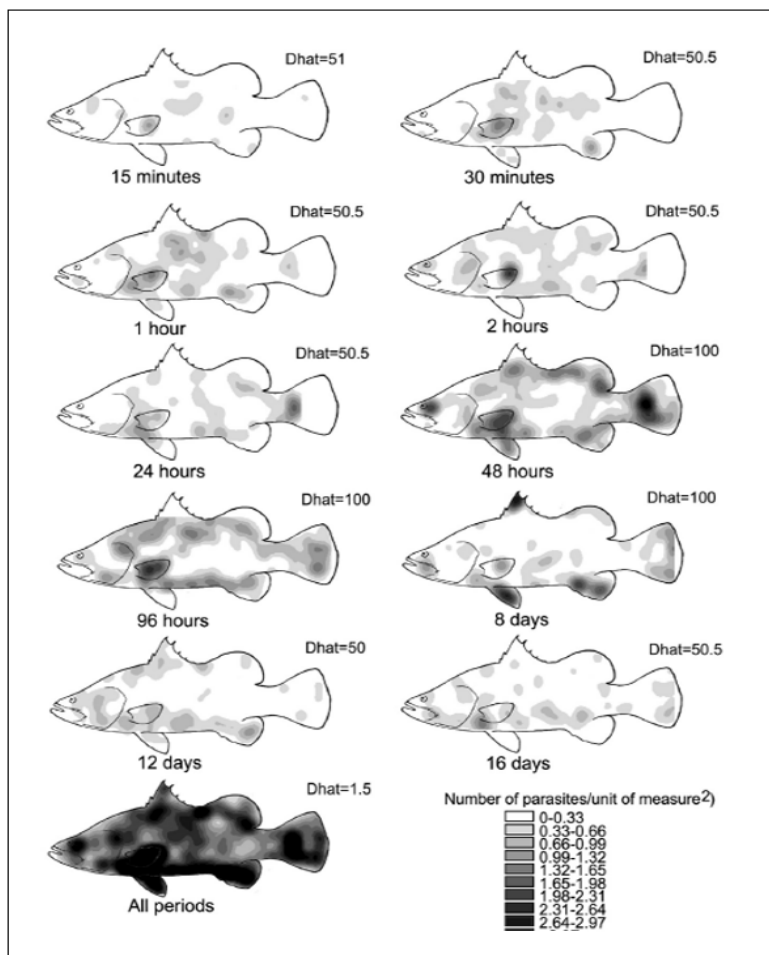 Dhat=51
15 minutes
Dhat=50.5
30 minutes
Dhat=50.5
1 hour
Dhat=50.5
2 hours
Dhat=50.5
24 hours
Dhat=100
48 hours
Dhat=100
96 hours
Dhat=100
8 days
Dhat=50
12 days
Dhat=50.5
16 days
Dhat=1.5
All periods
Number of parasites/unit of measure²)
0-0.33
0.33-0.66
0.66-0.99
0.99-1.32
1.32-1.65
1.65-1.98
1.98-2.31
2.31-2.64
2.64-2.97